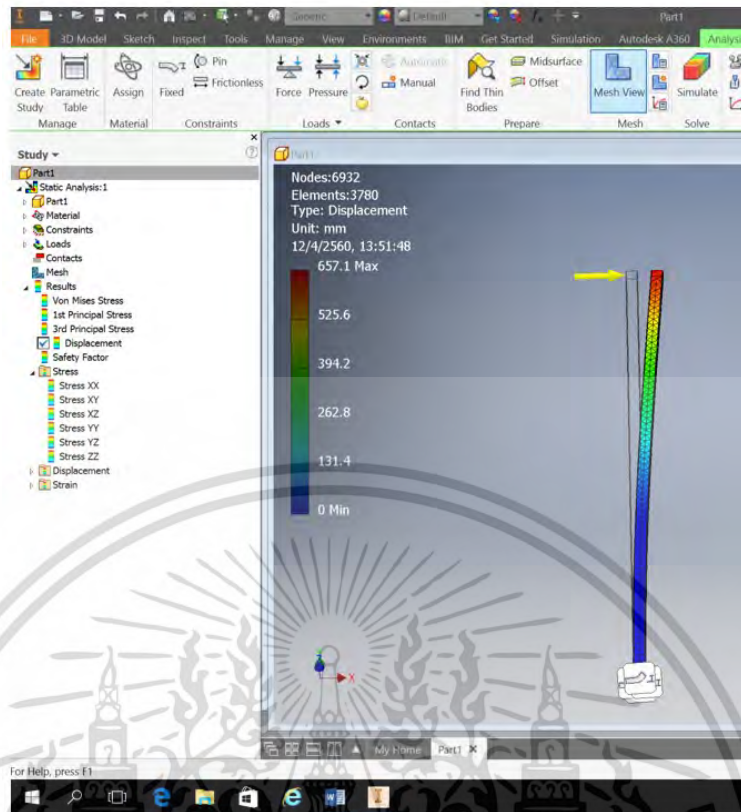 Generic
Default
Part1
File 3D Model Sketch Inspect Tools Manage View Environments BIM Get Started Simulation Autodesk A360 Analysi
Create Study
Parametric Table
Assign
Fixed
Pin
Frictionless
Force
Pressure
Automatic
Manual
Find Thin Bodies
Midsurface
Offset
Mesh View
Simulate
Manage Material Constraints Loads Contacts Prepare Mesh Solve
Study
Part1
Static Analysis:1
Part1
Material
Constraints
Loads
Contacts
Mesh
Results
Von Mises Stress
1st Principal Stress
3rd Principal Stress
Displacement
Safety Factor
Stress
Stress XX
Stress XY
Stress XZ
Stress YY
Stress YZ
Stress ZZ
Displacement
Strain
Part1
Nodes:6932
Elements:3780
Type: Displacement
Unit: mm
12/4/2560, 13:51:48
657.1 Max
525.6
394.2
262.8
131.4
0 Min
X
My Home Part1
For Help, press F1